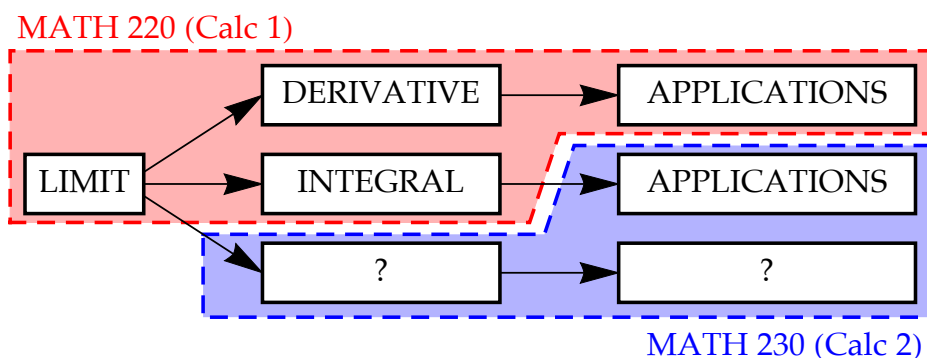 MATH 220 (Calc 1)
DERIVATIVE
APPLICATIONS
LIMIT
INTEGRAL
APPLICATIONS
?
?
MATH 230 (Calc 2)